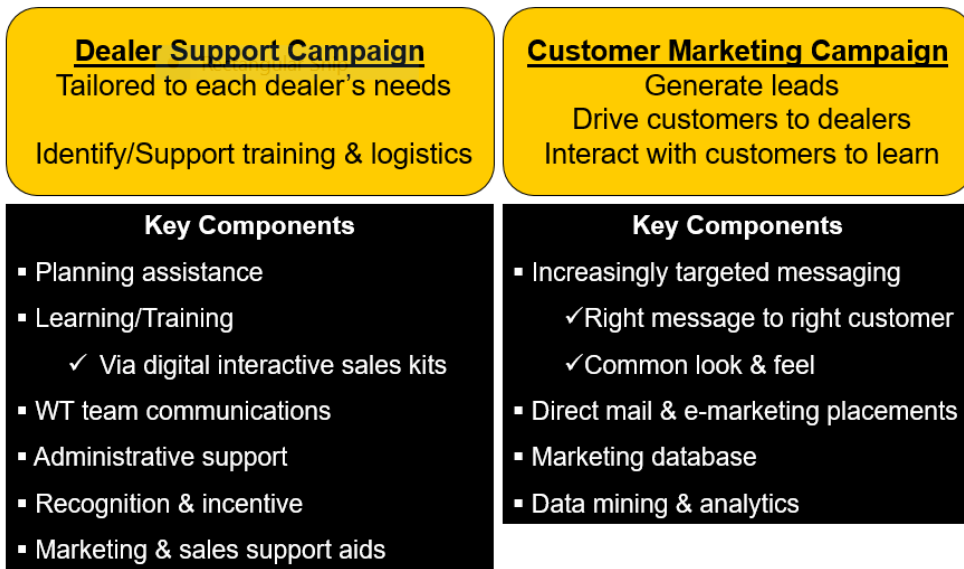 Dealer Support Campaign
Tailored to each dealer's needs
Identify/Support training & logistics
Customer Marketing Campaign
Generate leads
Drive customers to dealers
Interact with customers to learn
Key Components
▪ Planning assistance
▪ Learning/Training
✓ Via digital interactive sales kits
▪ WT team communications
▪ Administrative support
▪ Recognition & incentive
▪ Marketing & sales support aids
Key Components
▪ Increasingly targeted messaging
✓Right message to right customer
✓Common look & feel
▪ Direct mail & e-marketing placements
▪ Marketing database
▪ Data mining & analytics